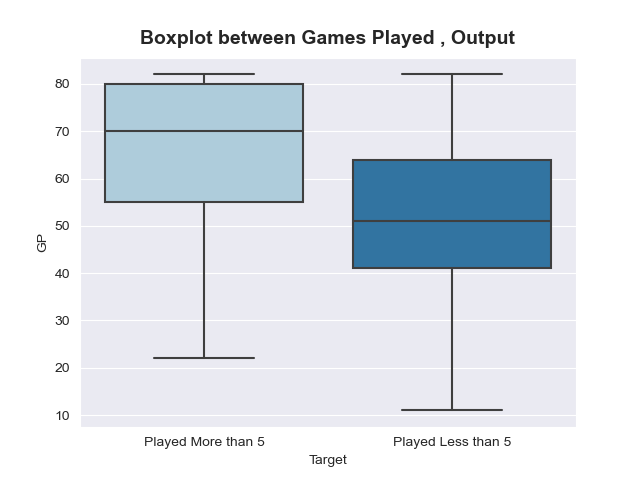 Boxplot between Games Played , Output
80
70
60
50
40
30
20
10
GP
Played More than 5
Played Less than 5
Target